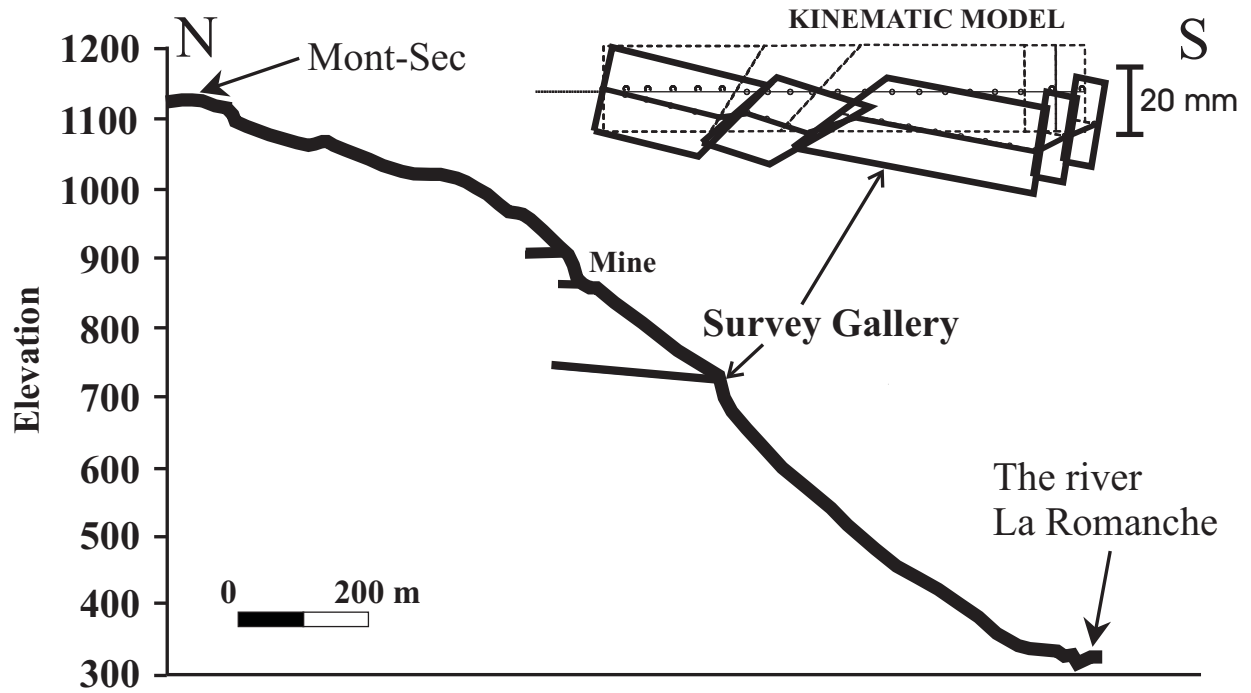 KINEMATIC MODEL
N
S
1200
Mont-Sec
20 mm
1100
1000
900
Mine
800
Survey Gallery
700
Elevation
600
The river
La Romanche
500
400
0
200 m
300